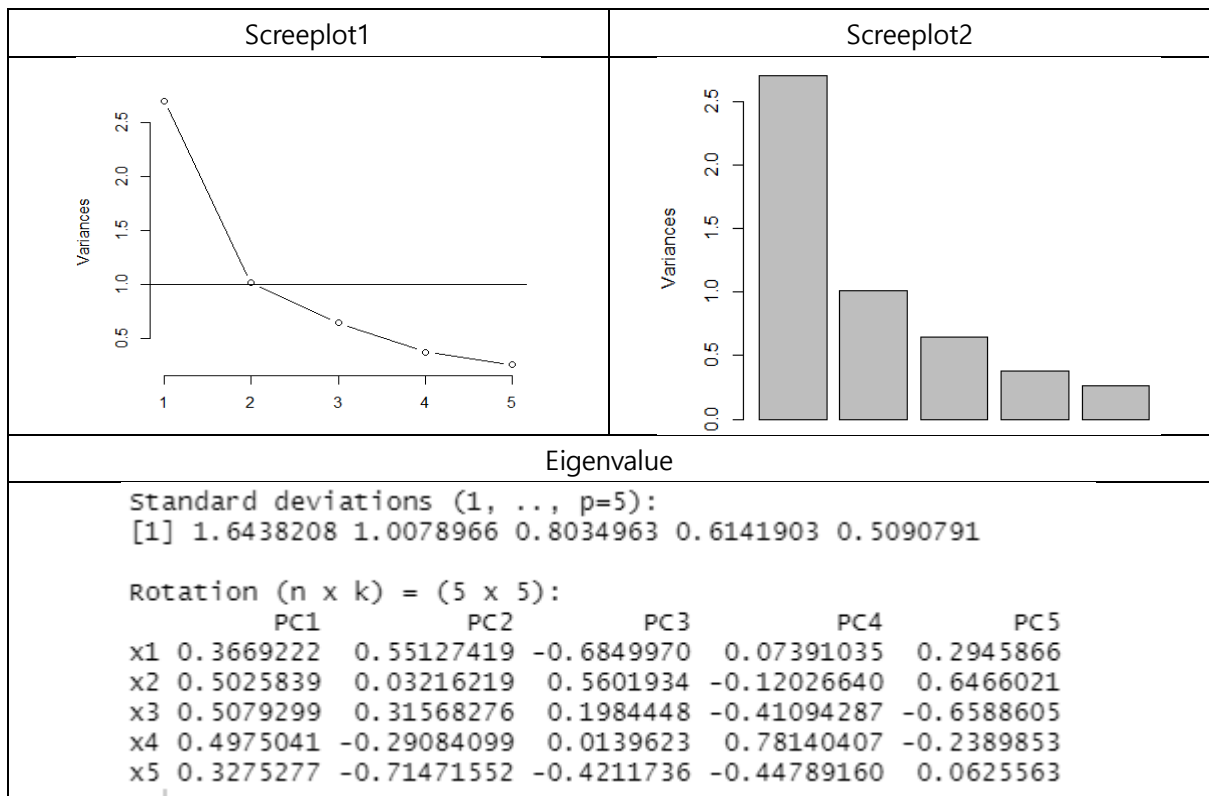 Screeplot1
Screeplot2
Variances
2.5
2.0
1.5
1.0
0.5
1 2 3 4 5
Variances
2.5
2.0
1.5
1.0
0.5
0.0
Eigenvalue
Standard deviations (1, .., p=5):
[1] 1.6438208 1.0078966 0.8034963 0.6141903 0.5090791
Rotation (n x k) = (5 x 5):
PC1 PC2 PC3 PC4 PC5
x1 0.3669222 0.55127419 -0.6849970 0.07391035 0.2945866
x2 0.5025839 0.03216219 0.5601934 -0.12026640 0.6466021
x3 0.5079299 0.31568276 0.1984448 -0.41094287 -0.6588605
x4 0.4975041 -0.29084099 0.0139623 0.78140407 -0.2389853
x5 0.3275277 -0.71471552 -0.4211736 -0.44789160 0.0625563